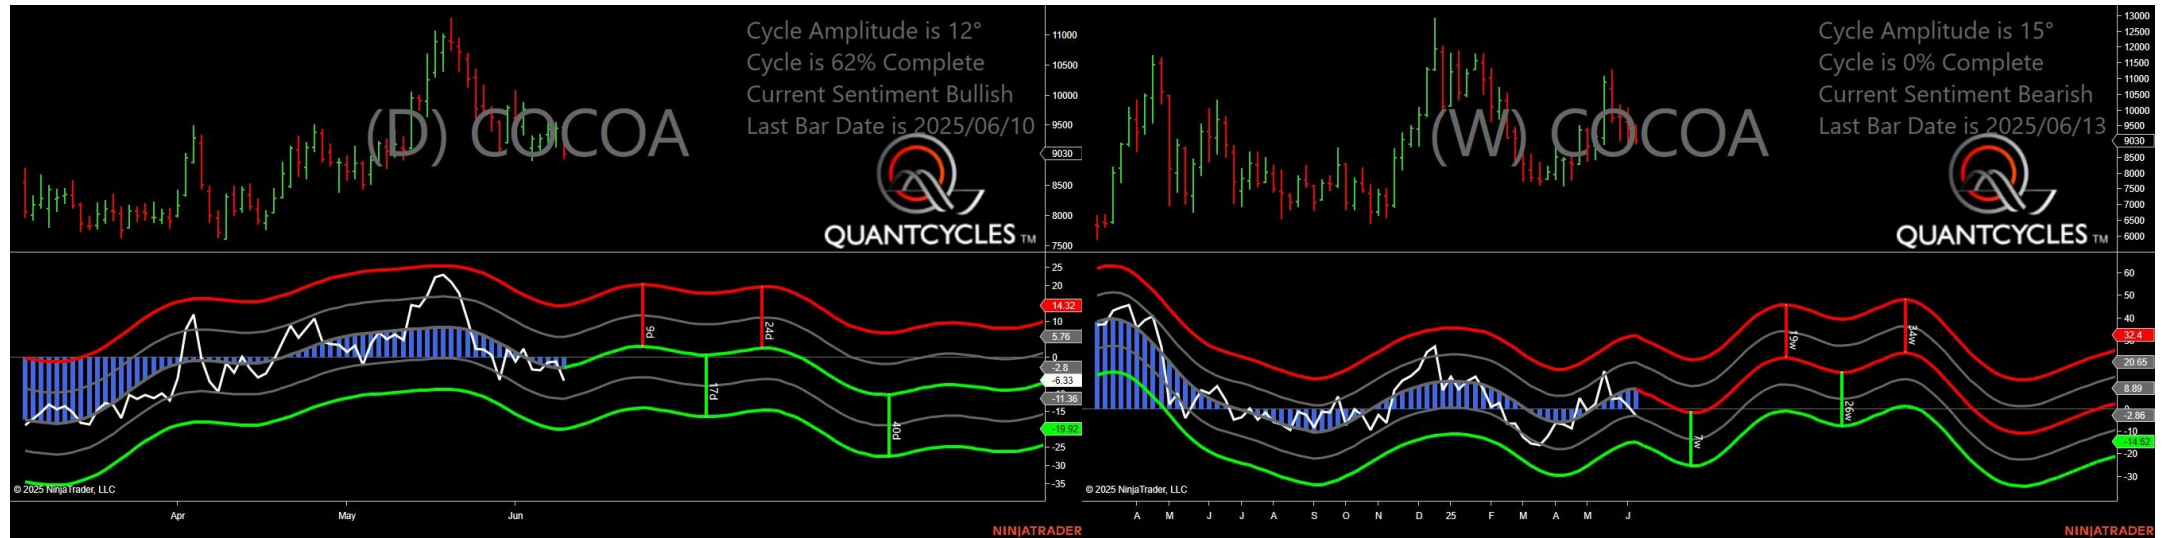 Cycle Amplitude is 12°
Cycle is 62% Complete
Current Sentiment Bullish
Last Bar Date is 2025/06/10
(D) COCOA
QUANTCYCLES TM
11000
10500
10000
9500
9030
8500
8000
7500
25
20
14.32
10
5.76
0
-2.8
-6.33
-11.36
-15
-19.92
-25
-30
-35
9d
24d
17d
40d
© 2025 NinjaTrader, LLC
Apr May Jun
NINJATRADER
Cycle Amplitude is 15°
Cycle is 0% Complete
Current Sentiment Bearish
Last Bar Date is 2025/06/13
(W) COCOA
QUANTCYCLES TM
13000
12500
12000
11500
11000
10500
10000
9500
9030
8500
8000
7500
7000
6500
6000
60
50
40
32.4
20.65
8.89
-2.86
-10
-14.62
-20
-30
19w
34w
26w
7w
© 2025 NinjaTrader, LLC
A M J J A S O N D 25 F M A M J
NINJATRADER